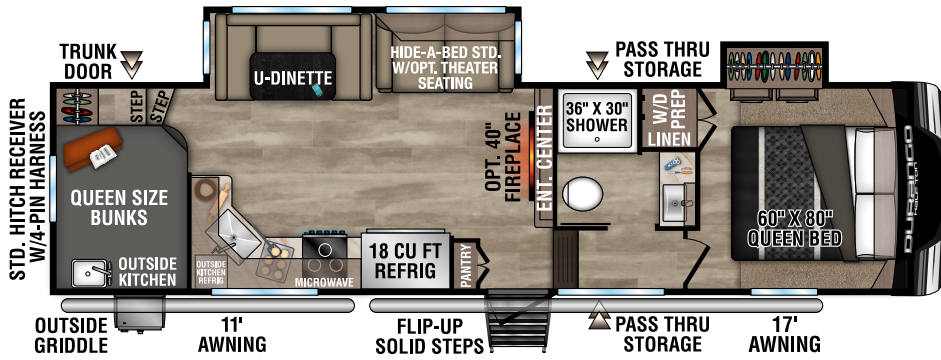 TRUNK
DOOR
U-DINETTE
HIDE-A-BED STD.
W/OPT. THEATER
SEATING
PASS THRU
STORAGE
STD. HITCH RECEIVER
W/4-PIN HARNESS
STEP
STEP
QUEEN SIZE
BUNKS
OUTSIDE
KITCHEN
OUTSIDE
KITCHEN
REFRIG
MICROWAVE
18 CU FT
REFRIG
PANTRY
OPT. 40"
FIREPLACE
ENT. CENTER
36" X 30"
SHOWER
W/D
PREP
LINEN
60" X 80"
QUEEN BED
DURANGO
HALF-TON
OUTSIDE
GRIDDLE
11'
AWNING
FLIP-UP
SOLID STEPS
PASS THRU
STORAGE
17'
AWNING